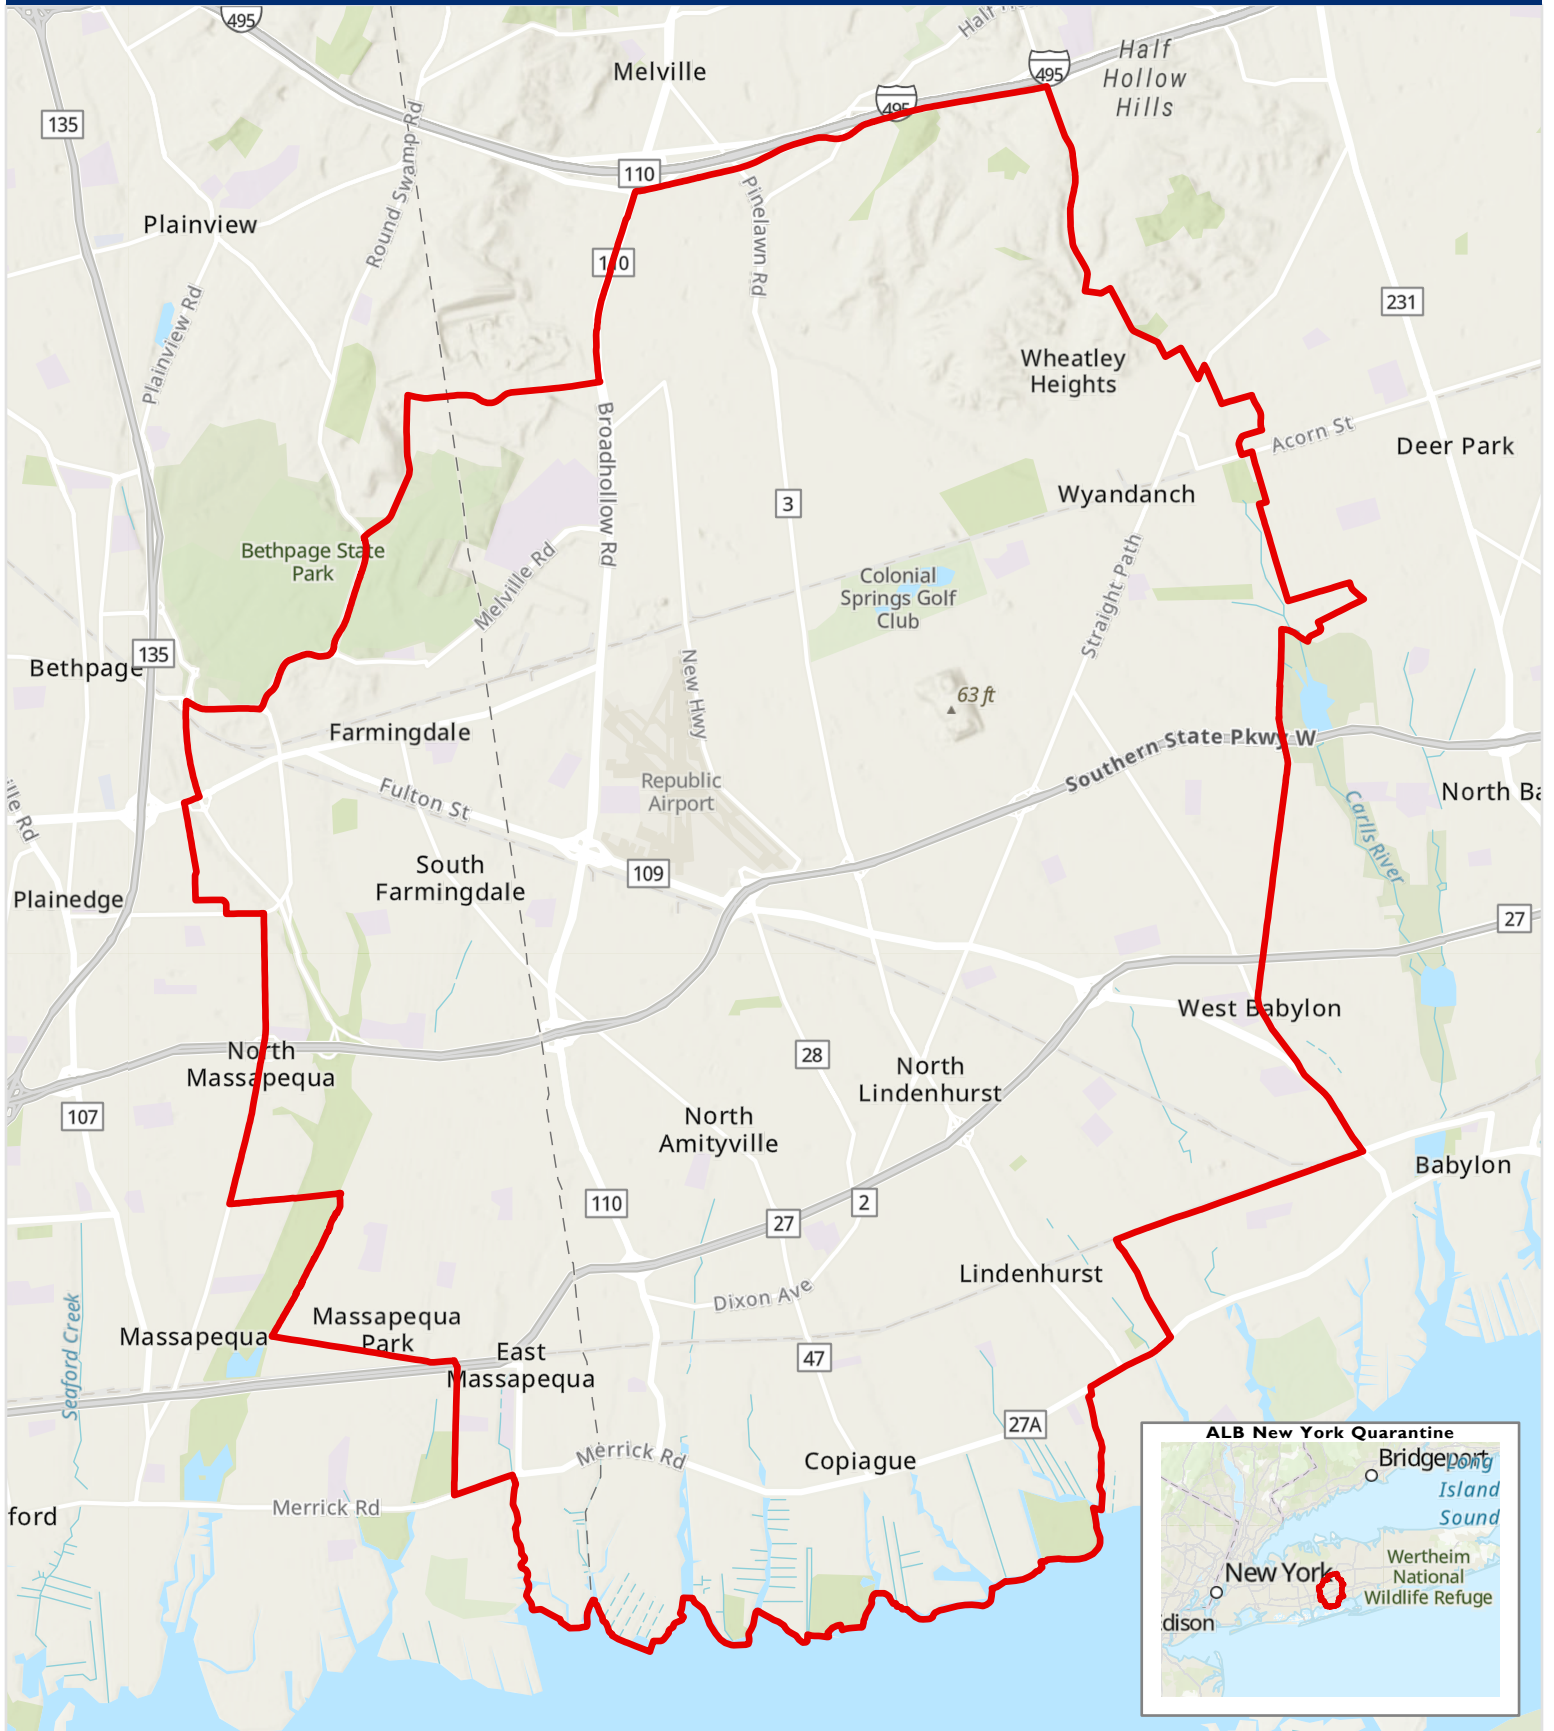 495
Half
Melville
495
Half
Hollow
Hills
495
135
110
Round Swamp Rd
Pinelawn Rd
Plainview
110
231
Plainview Rd
Wheatley
Heights
Broadhollow Rd
Acorn St
Deer Park
3
Wyandanch
Bethpage State
Park
Melville Rd
Colonial
Springs Golf
Club
Straight Path
135
Bethpage
New Hwy
63 ft
Farmingdale
Southern State Pkwy W
Republic
Airport
Fulton St
North Ba
ille Rd
Carlls River
South
Farmingdale
109
Plainedge
27
West Babylon
North
Massapequa
28
North
Lindenhurst
107
North
Amityville
Babylon
110
2
27
Lindenhurst
Dixon Ave
Seaford Creek
Massapequa
Park
Massapequa
East
Massapequa
47
27A
Merrick Rd
Copiague
Merrick Rd
ford
ALB New York Quarantine
Bridgeport
Long
Island
Sound
New York
Wertheim
National
Wildlife Refuge
dison